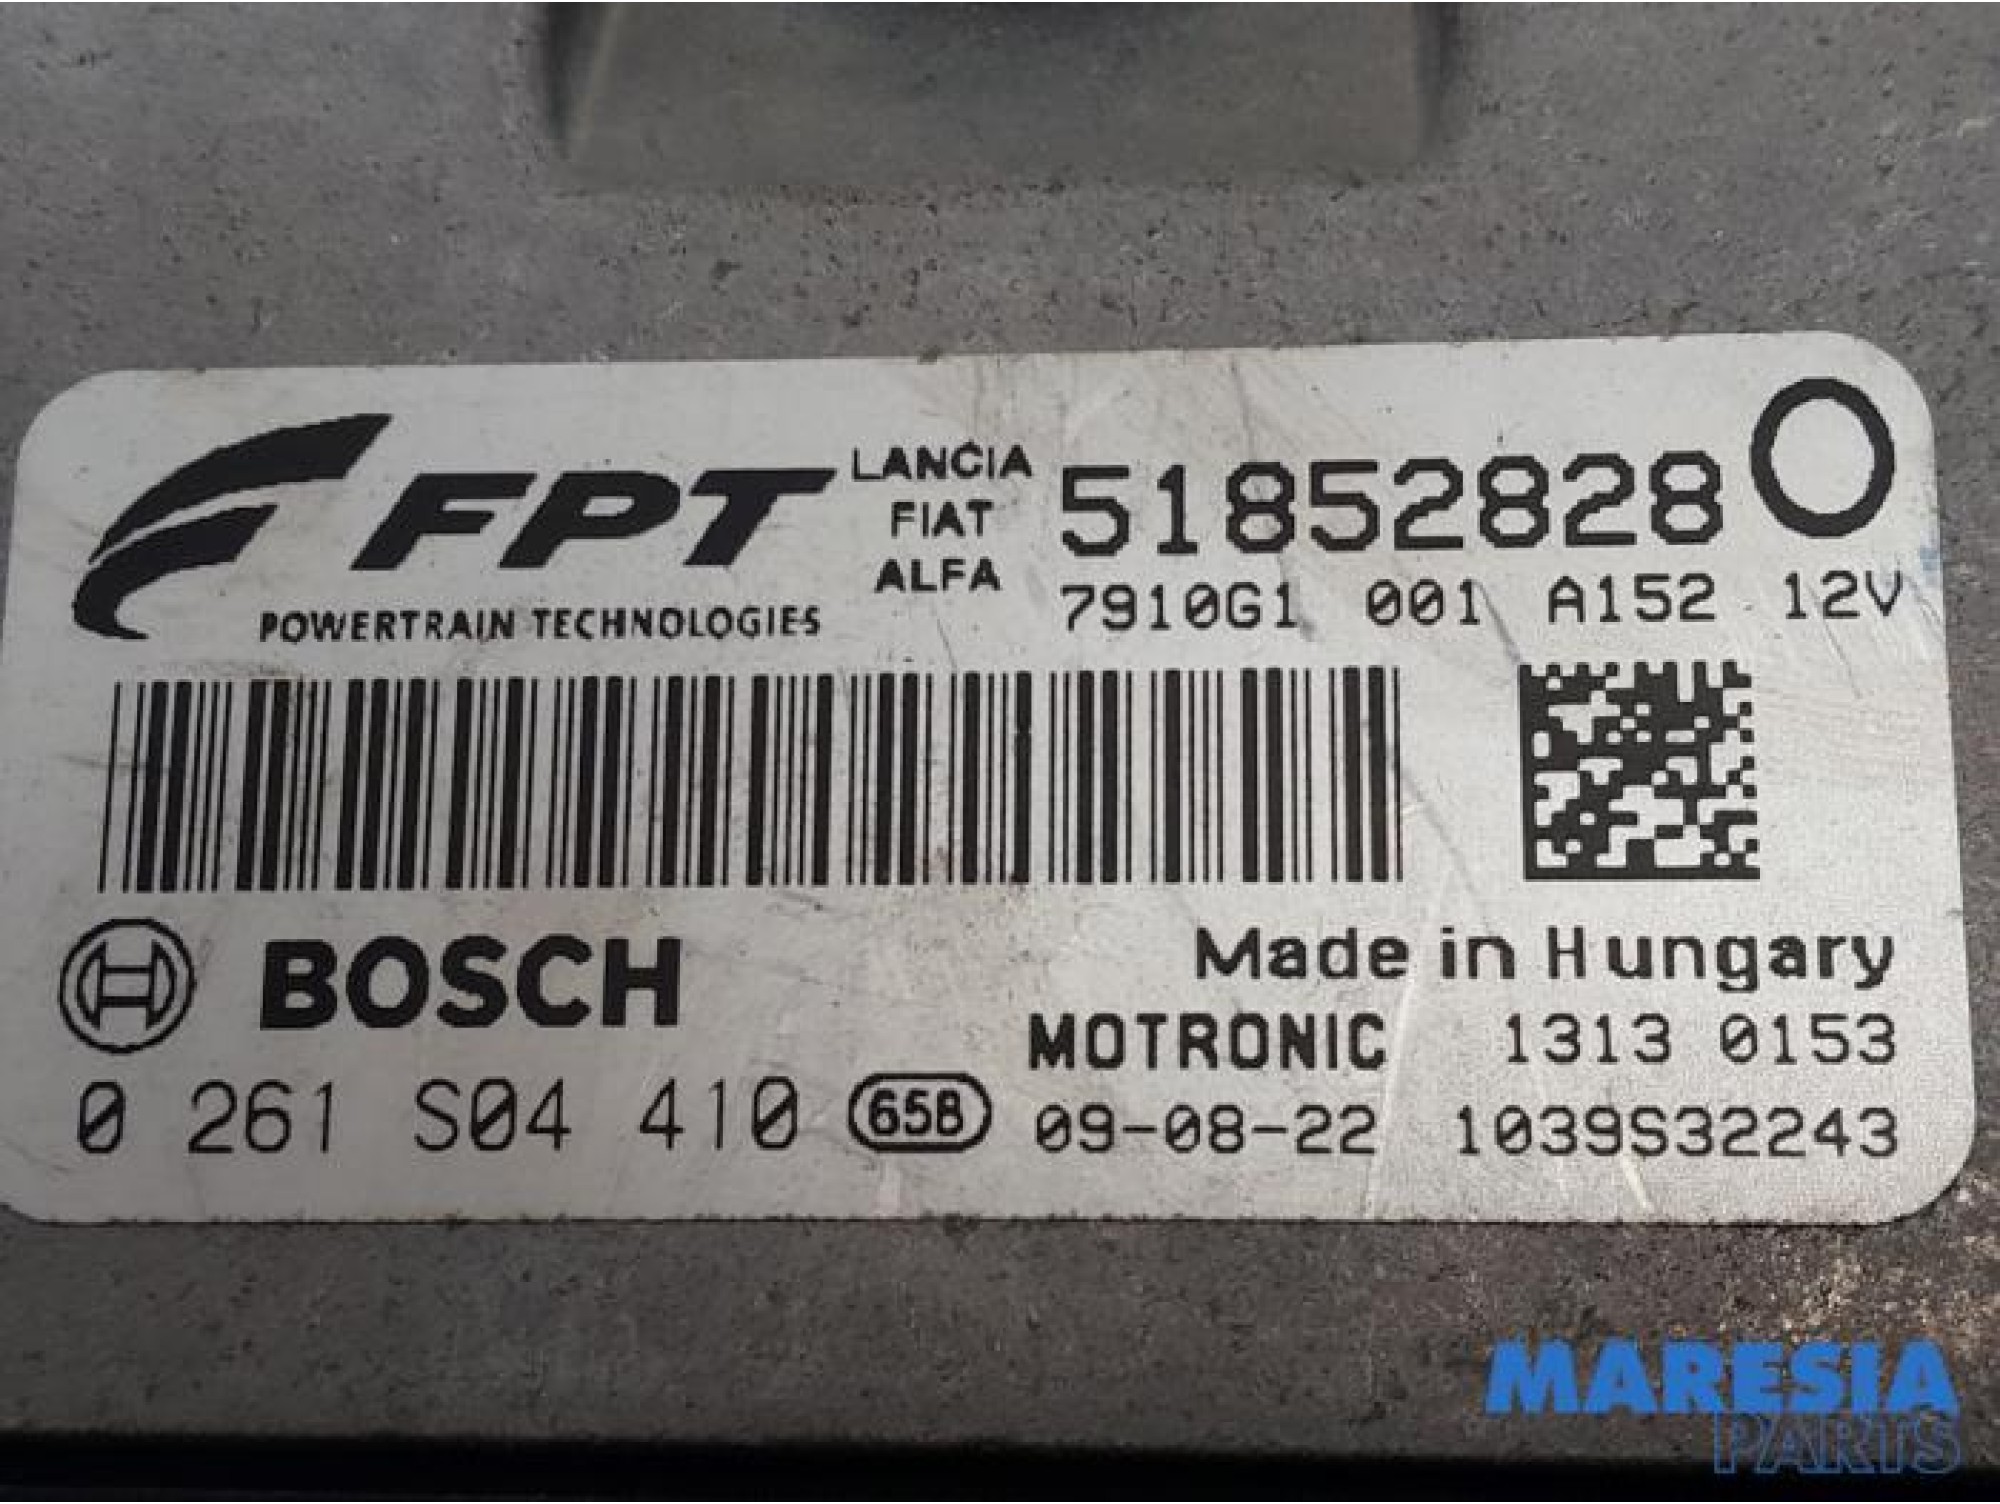 FPT
POWERTRAIN TECHNOLOGIES
LANCIA
FIAT
ALFA
51852828
7910G1 001 A152 12V
BOSCH
0 261 S04 410 65B
Made in Hungary
MOTRONIC 1313 0153
09-08-22 1039S32243
MARESIA
PARTS